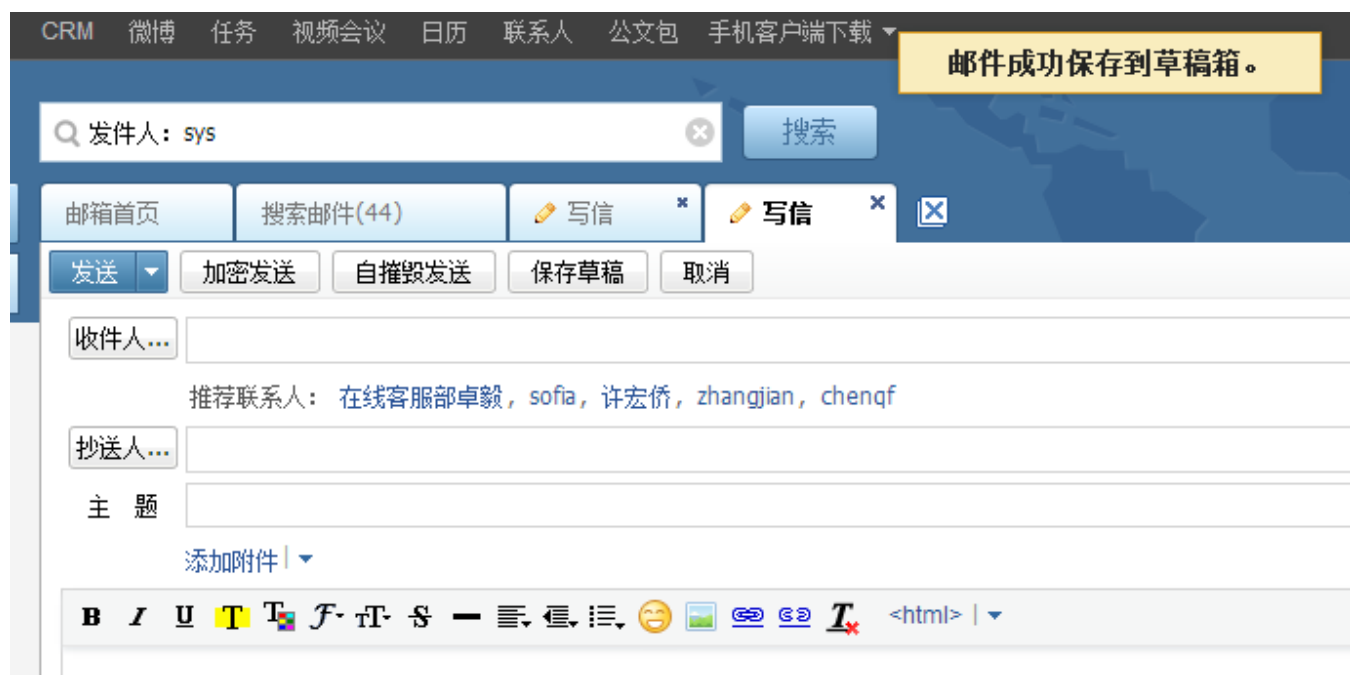 CRM 微博 任务 视频会议 日历 联系人 公文包 手机客户端下载
邮件成功保存到草稿箱。
发件人：sys 搜索
邮箱首页 搜索邮件(44) 写信 写信
发送 加密发送 自摧毁发送 保存草稿 取消
收件人...
推荐联系人： 在线客服部卓毅, sofia, 许宏侨, zhangjian, chenqf
抄送人...
主 题
添加附件
B I U T T F TT S <html>